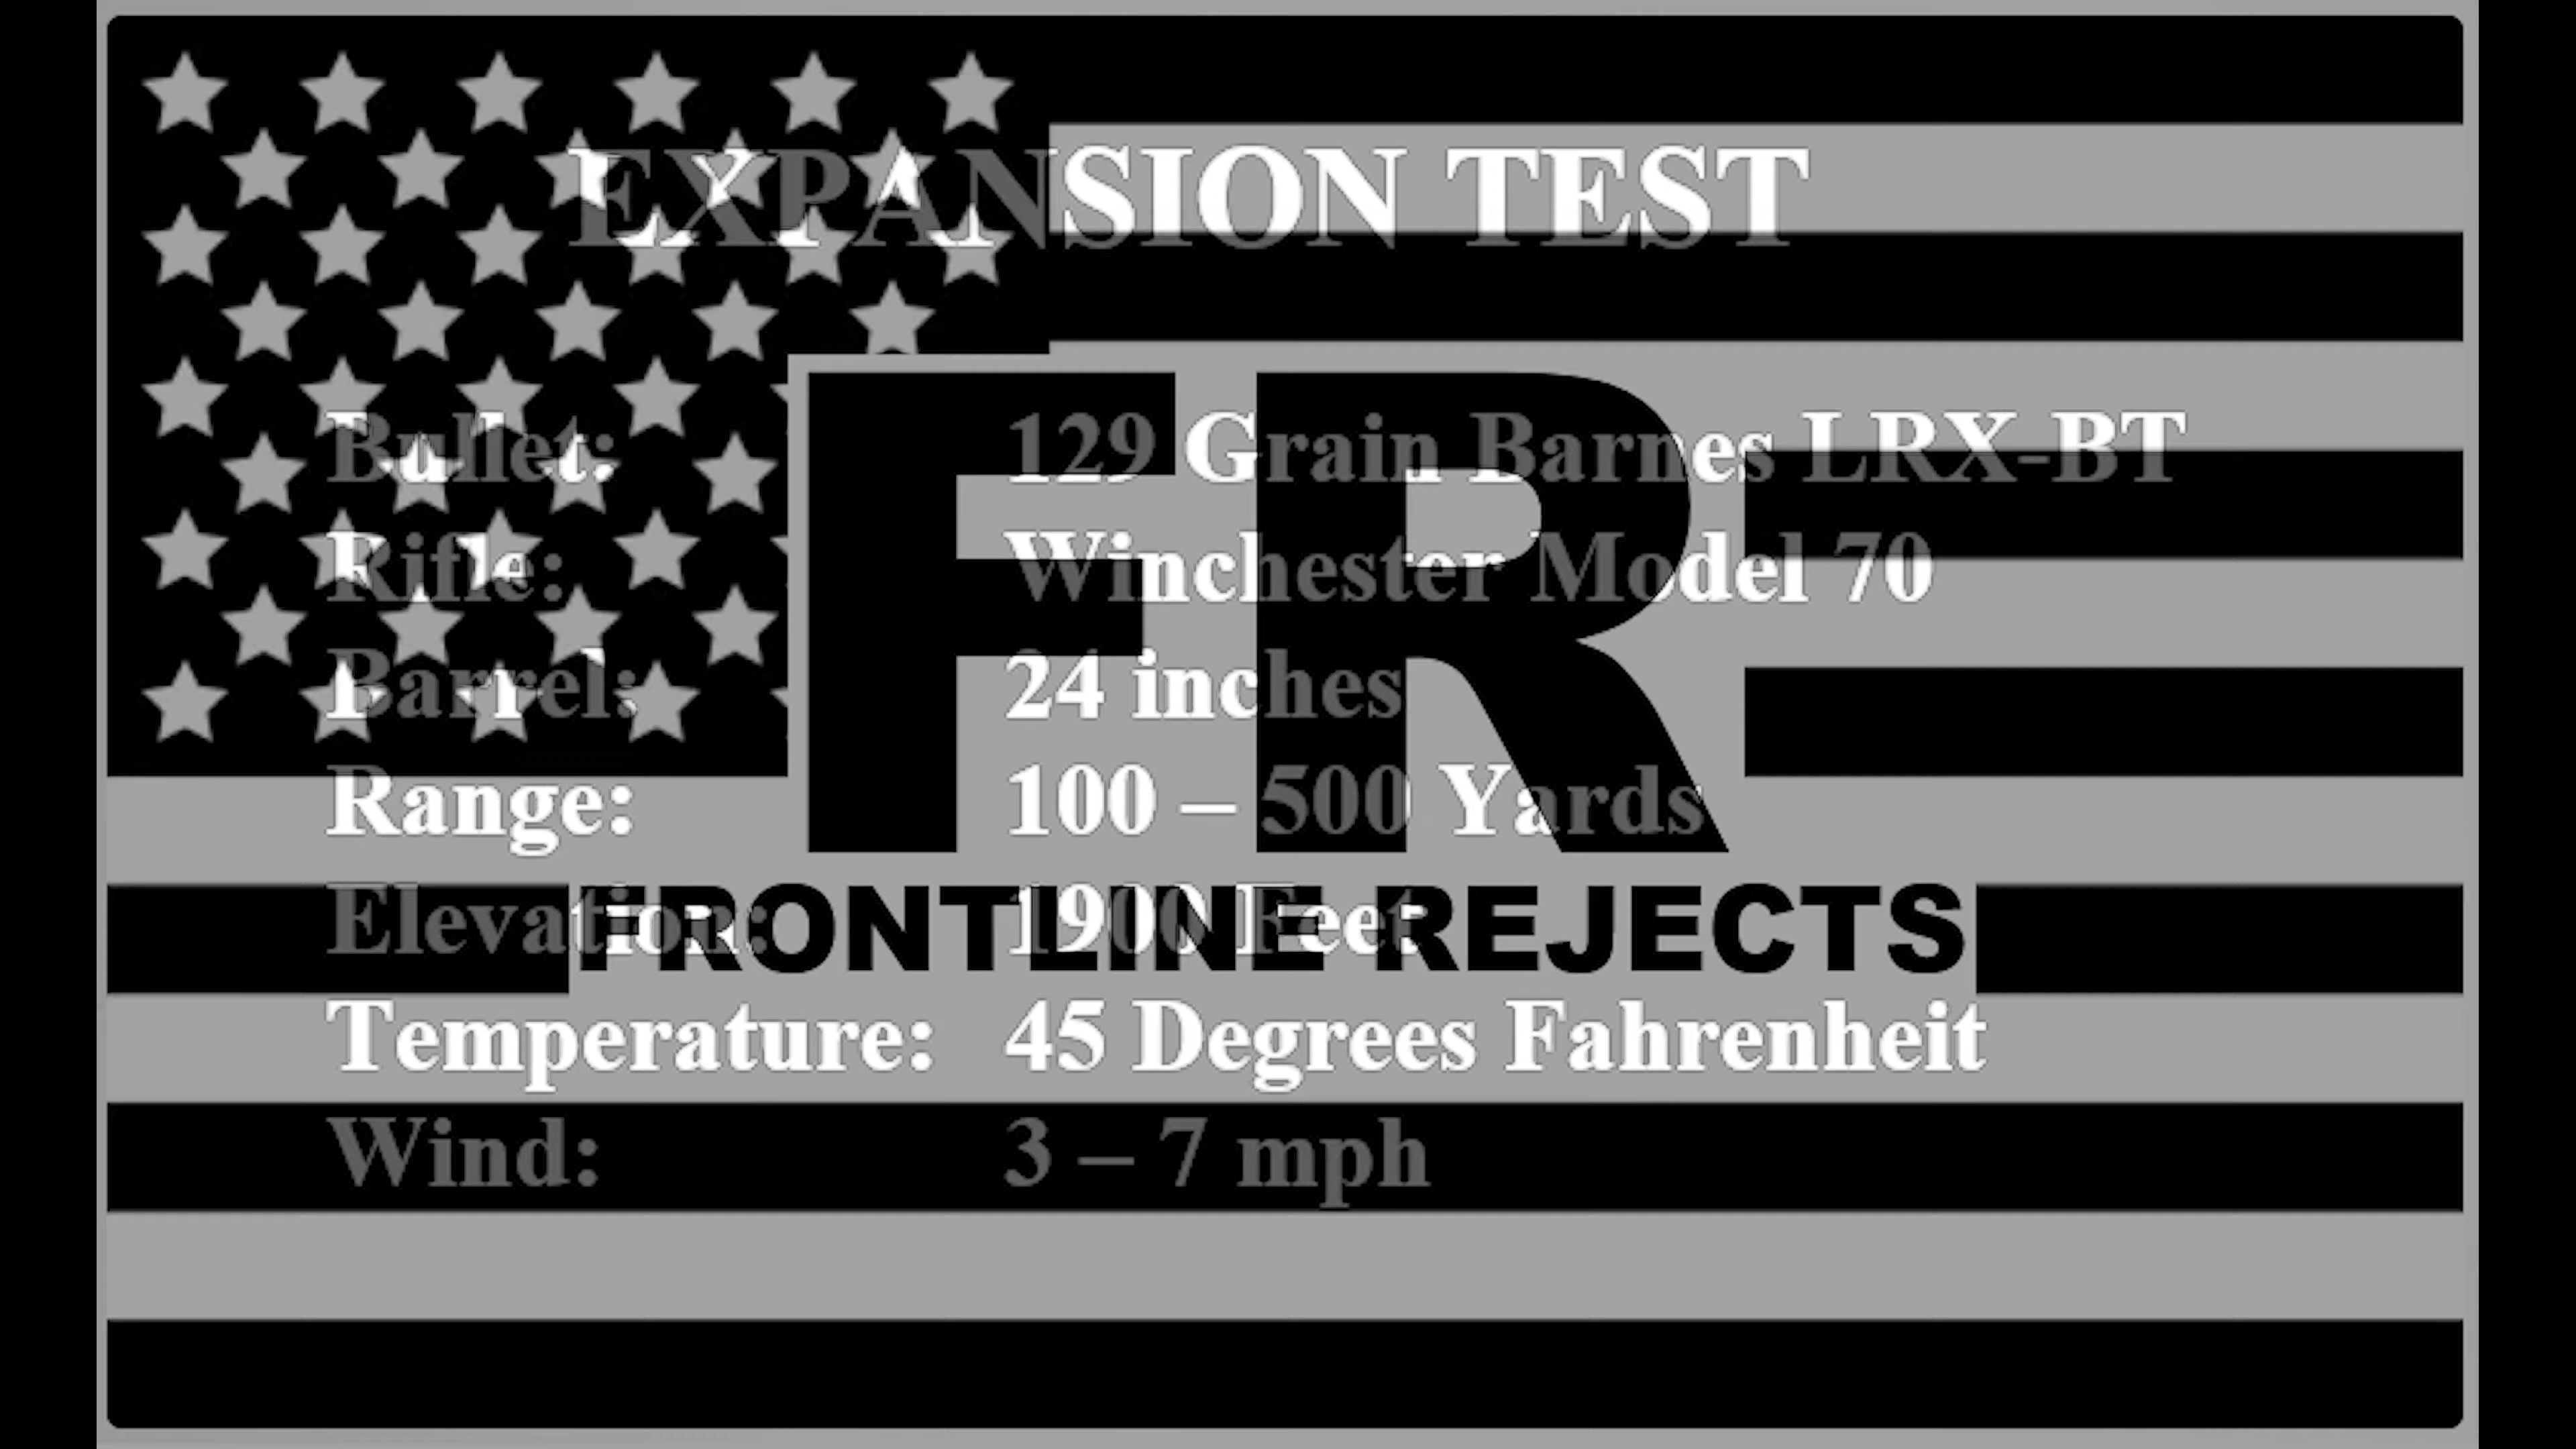 EXPANSION TEST
FR
Bullet: 129 Grain Barnes LRX-BT
Rifle: Winchester Model 70
Barrel: 24 inches
Range: 100 – 500 Yards
Elevation: 1900 Feet
FRONTLINE REJECTS
Temperature: 45 Degrees Fahrenheit
Wind: 3 – 7 mph